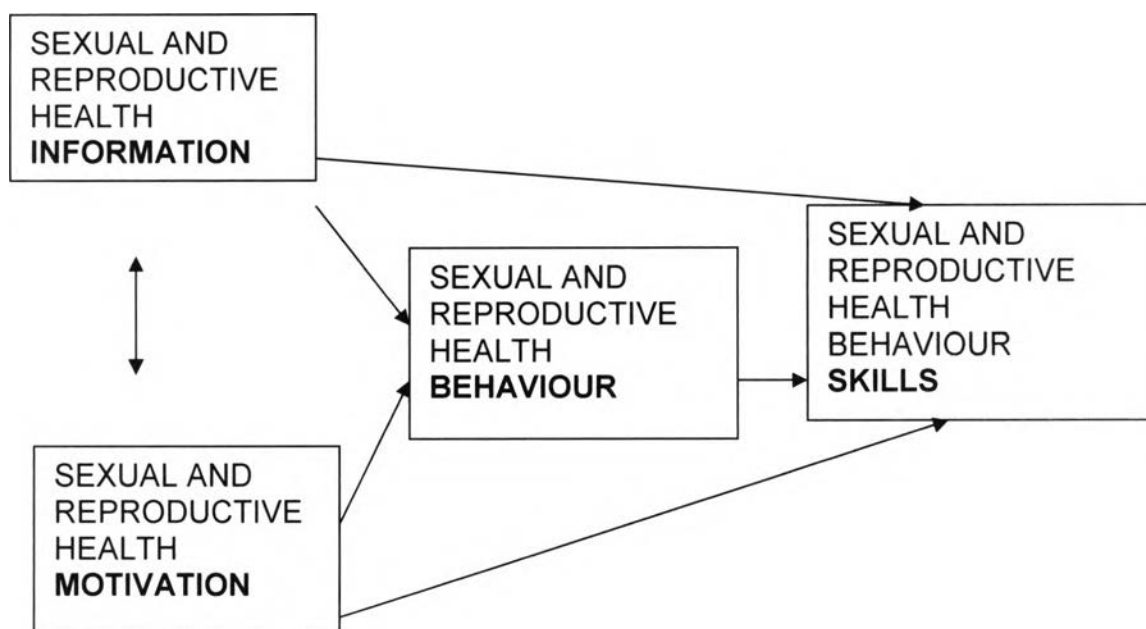 SEXUAL AND
REPRODUCTIVE
HEALTH
INFORMATION
SEXUAL AND
REPRODUCTIVE
HEALTH
BEHAVIOUR
SEXUAL AND
REPRODUCTIVE
HEALTH
BEHAVIOUR
SKILLS
SEXUAL AND
REPRODUCTIVE
HEALTH
MOTIVATION